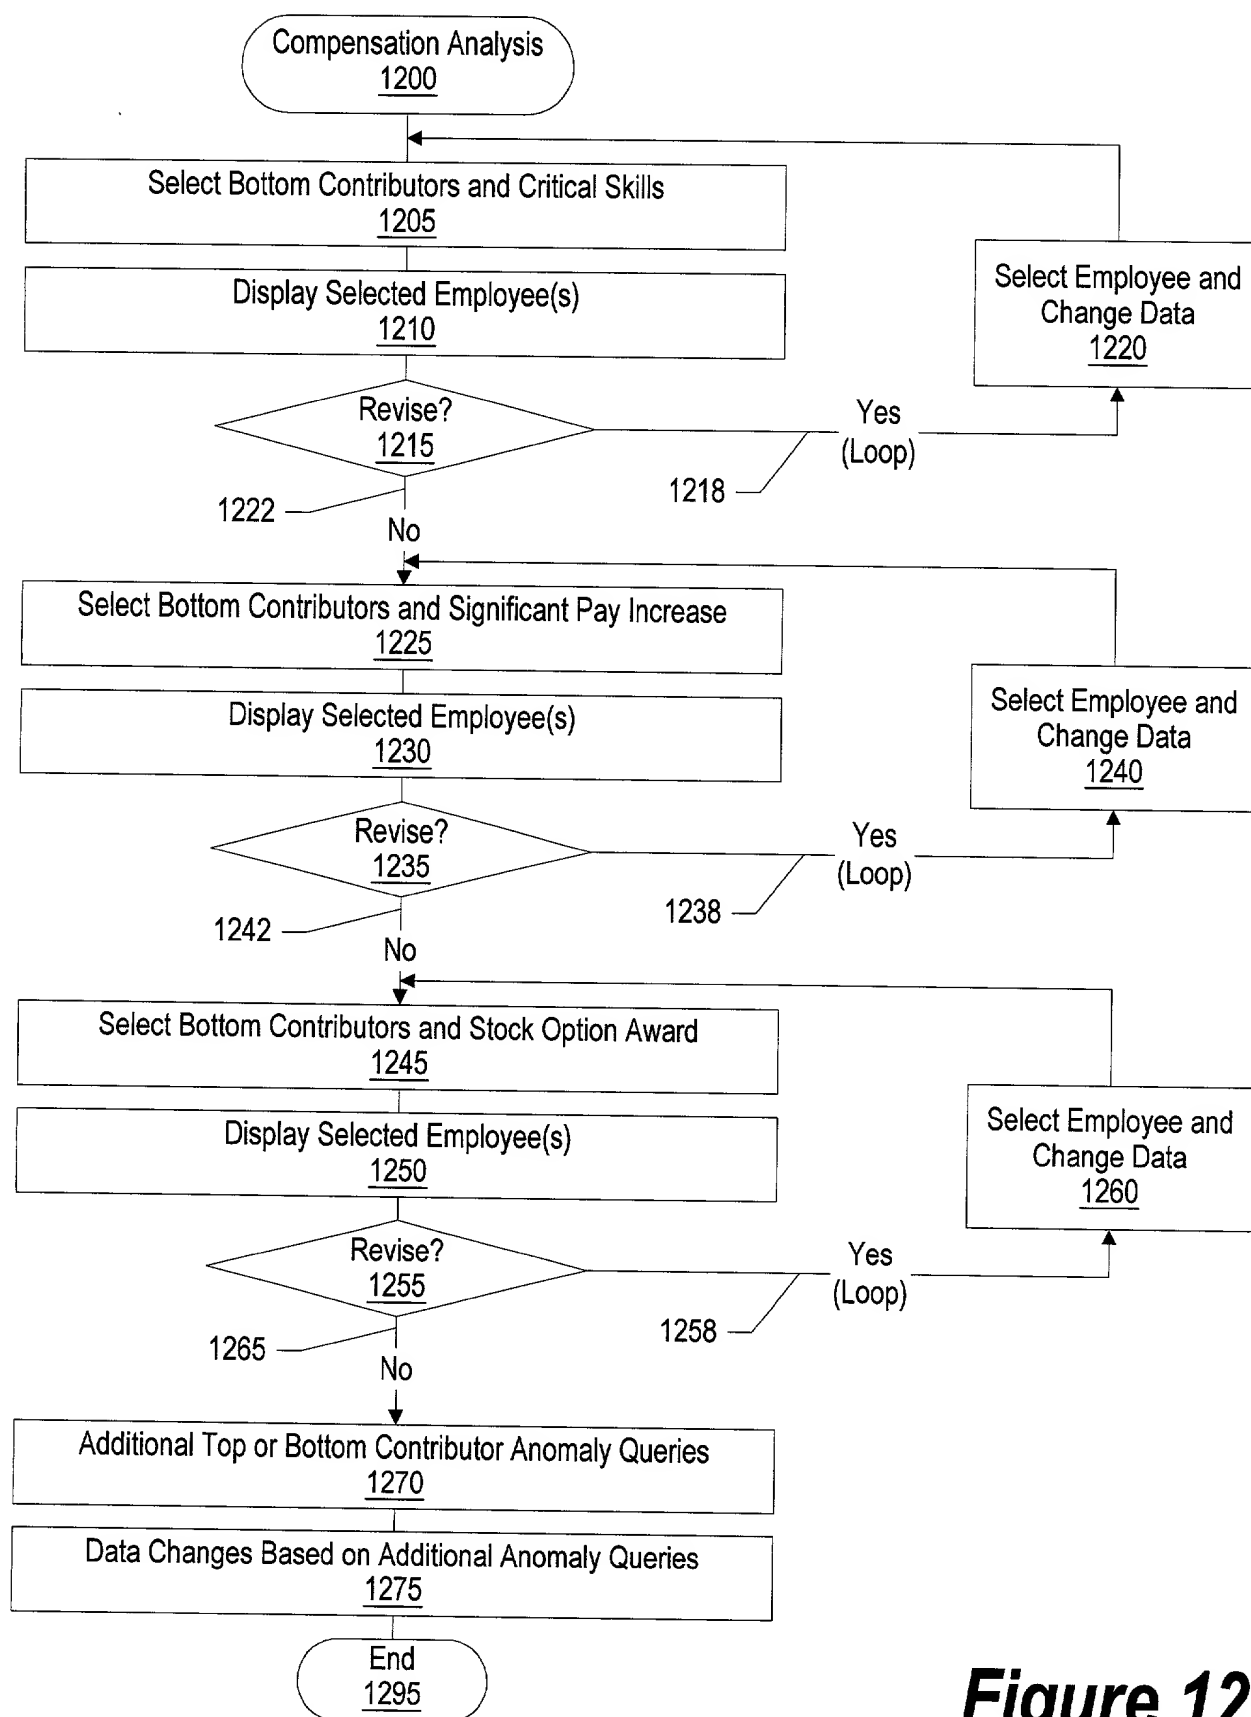 Compensation Analysis
1200
Select Bottom Contributors and Critical Skills
1205
Display Selected Employee(s)
1210
Select Employee and
Change Data
1220
Revise?
1215
Yes
(Loop)
1218
1222
No
Select Bottom Contributors and Significant Pay Increase
1225
Display Selected Employee(s)
1230
Select Employee and
Change Data
1240
Revise?
1235
Yes
(Loop)
1238
1242
No
Select Bottom Contributors and Stock Option Award
1245
Display Selected Employee(s)
1250
Select Employee and
Change Data
1260
Revise?
1255
Yes
(Loop)
1258
1265
No
Additional Top or Bottom Contributor Anomaly Queries
1270
Data Changes Based on Additional Anomaly Queries
1275
End
1295
Figure 12